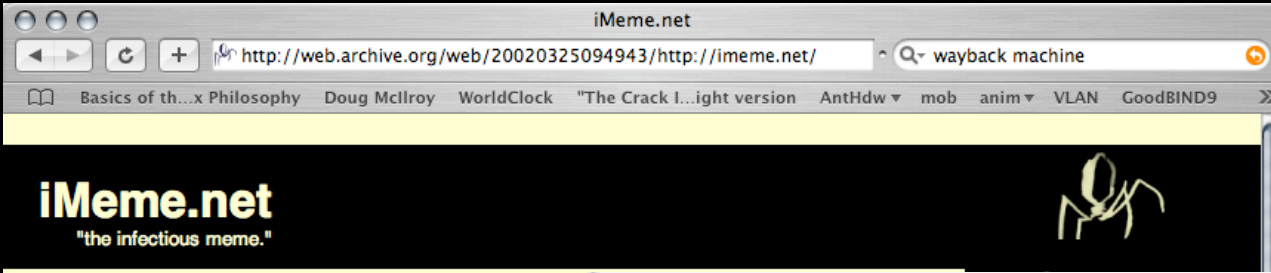 iMeme.net
http://web.archive.org/web/20020325094943/http://imeme.net/ wayback machine
Basics of th...x Philosophy Doug McIlroy WorldClock "The Crack I...ight version AntHdw mob anim VLAN GoodBIND9
iMeme.net
"the infectious meme."